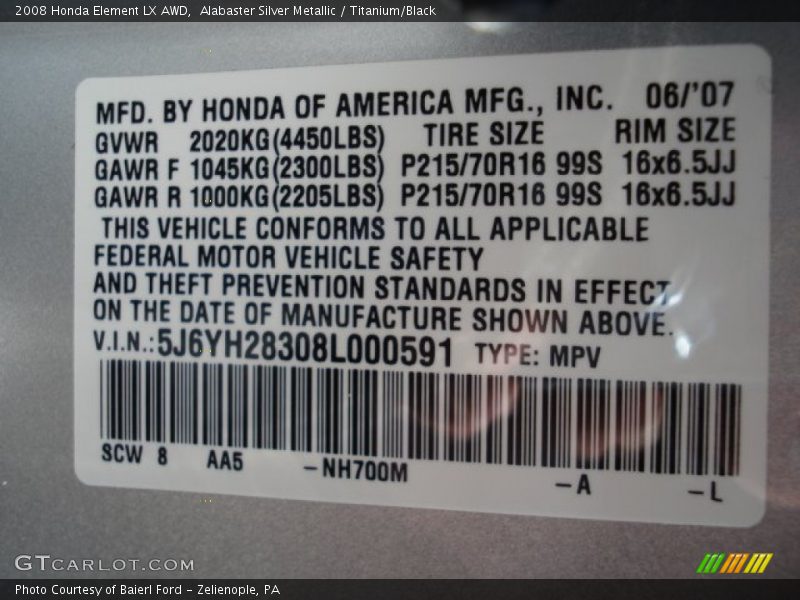 2008 Honda Element LX AWD,  Alabaster Silver Metallic / Titanium/Black
MFD. BY HONDA OF AMERICA MFG., INC. 06/'07
GVWR 2020KG(4450LBS) TIRE SIZE RIM SIZE
GAWR F 1045KG(2300LBS) P215/70R16 99S 16x6.5JJ
GAWR R 1000KG(2205LBS) P215/70R16 99S 16x6.5JJ
THIS VEHICLE CONFORMS TO ALL APPLICABLE
FEDERAL MOTOR VEHICLE SAFETY
AND THEFT PREVENTION STANDARDS IN EFFECT
ON THE DATE OF MANUFACTURE SHOWN ABOVE.
V.I.N.:5J6YH28308L000591 TYPE: MPV
SCW 8 AA5 –NH700M –A –L
GTCARLOT.COM
Photo Courtesy of Baierl Ford – Zelienople, PA